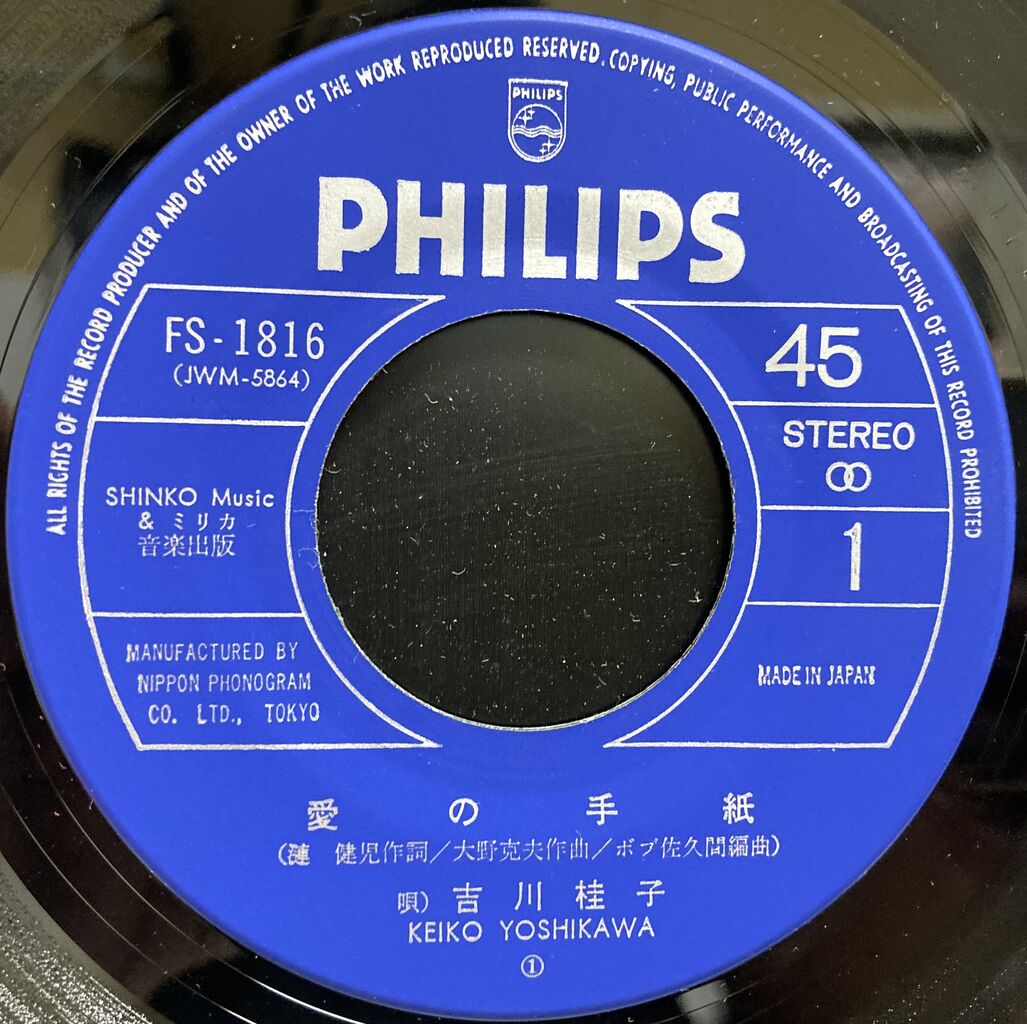 ALL RIGHTS OF THE RECORD PRODUCER AND OF THE OWNER OF THE WORK REPRODUCED RESERVED. COPYING, PUBLIC PERFORMANCE AND BROADCASTING OF THIS RECORD PROHIBITED
PHILIPS
PHILIPS
FS-1816
(JWM-5864)
SHINKO Music
& ミリカ
音楽出版
MANUFACTURED BY
NIPPON PHONOGRAM
CO. LTD., TOKYO
45
STEREO
1
MADE IN JAPAN
愛の手紙
(漣 健児作詞/大野克夫作曲/ボブ佐久間編曲)
唄)吉川桂子
KEIKO YOSHIKAWA
①